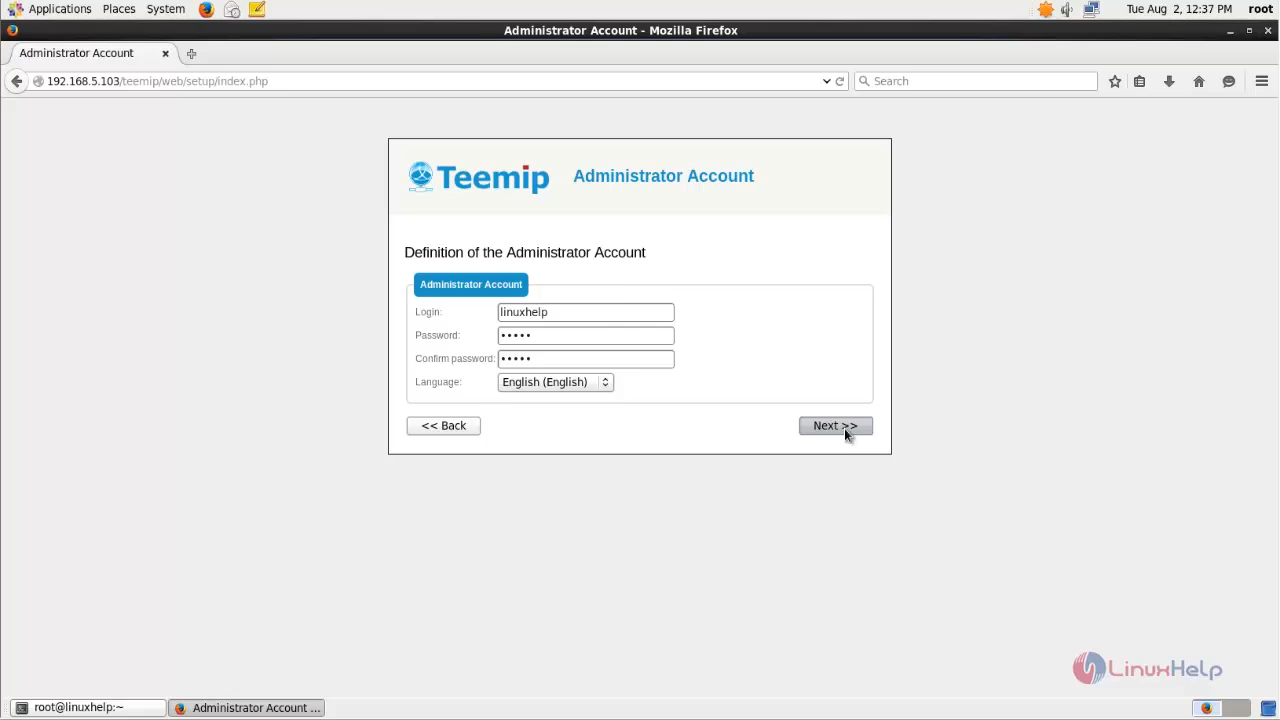 Applications Places System Tue Aug 2, 12:37 PM root
Administrator Account - Mozilla Firefox
Administrator Account
192.168.5.103/teemip/web/setup/index.php Search
Teemip Administrator Account
Definition of the Administrator Account
Administrator Account
Login: linuxhelp
Password: •••••
Confirm password: •••••
Language: English (English)
<< Back Next >>
LinuxHelp
root@linuxhelp:~ Administrator Account ...